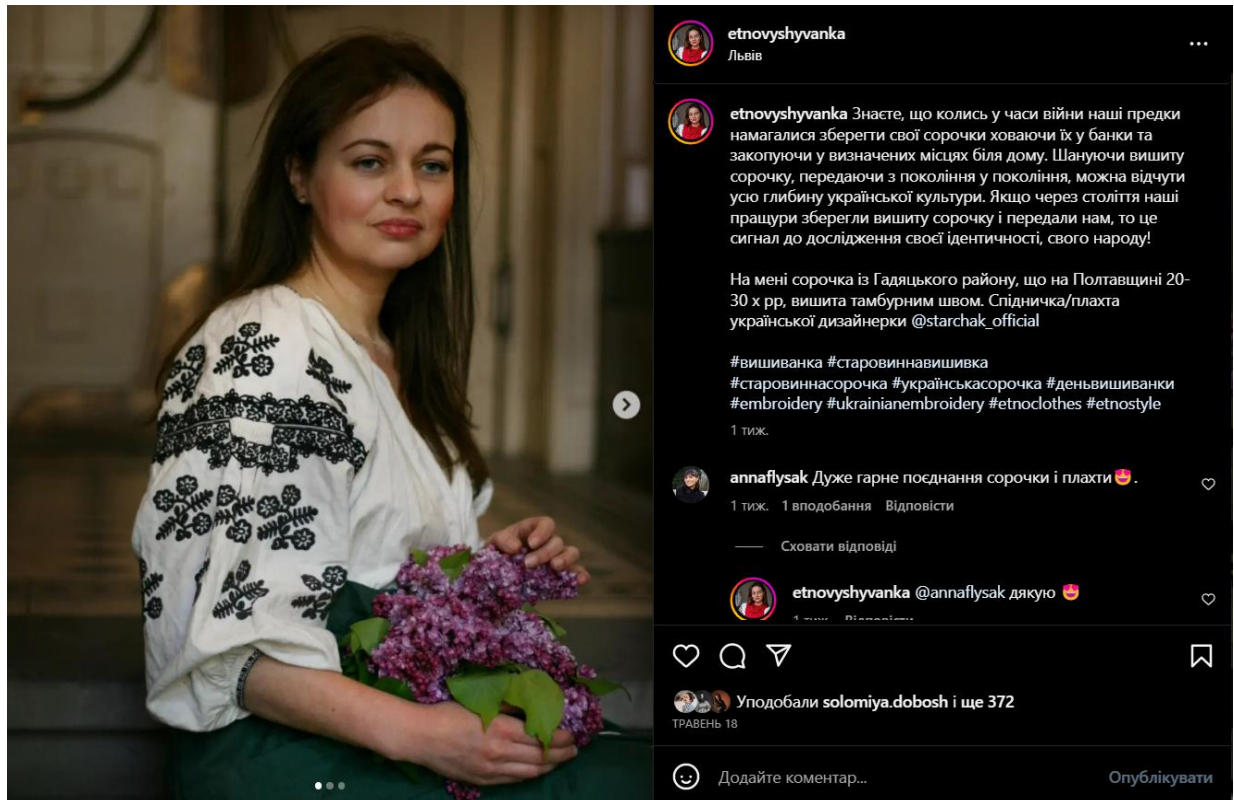 etnovyshyvanka
Львів
etnovyshyvanka Знаєте, що колись у часи війни наші предки
намагалися зберегти свої сорочки ховаючи їх у банки та
закопуючи у визначених місцях біля дому. Шануючи вишиту
сорочку, передаючи з покоління у покоління, можна відчути
усю глибину української культури. Якщо через століття наші
пращури зберегли вишиту сорочку і передали нам, то це
сигнал до дослідження своєї ідентичності, свого народу!
На мені сорочка із Гадяцького району, що на Полтавщині 20-
30 х рр, вишита тамбурним швом. Спідничка/плахта
української дизайнерки @starchak_official
#вишиванка #старовиннавишивка
#старовиннасорочка #українськасорочка #деньвишиванки
#embroidery #ukrainianembroidery #etnoclothes #etnostyle
1 тиж.
annaflysak Дуже гарне поєднання сорочки і плахти🤩.
1 тиж. 1 вподобання Відповісти
Сховати відповіді
etnovyshyvanka @annaflysak дякую 🤩
1 тиж. Відповісти
Уподобали solomiya.dobosh і ще 372
ТРАВЕНЬ 18
Додайте коментар...
Опублікувати